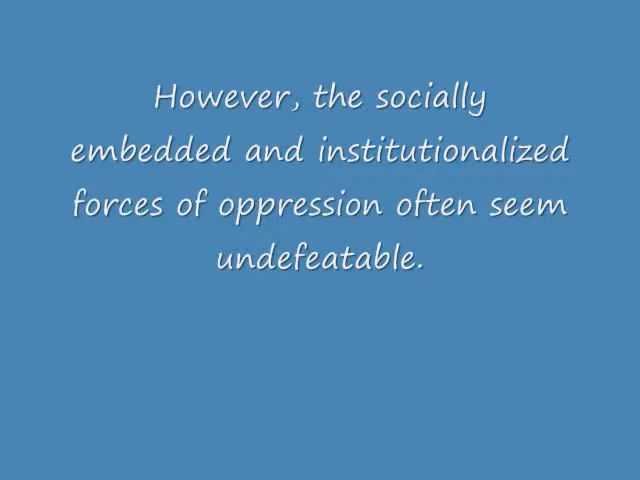 However, the socially
embedded and institutionalized
forces of oppression often seem
undefeatable.